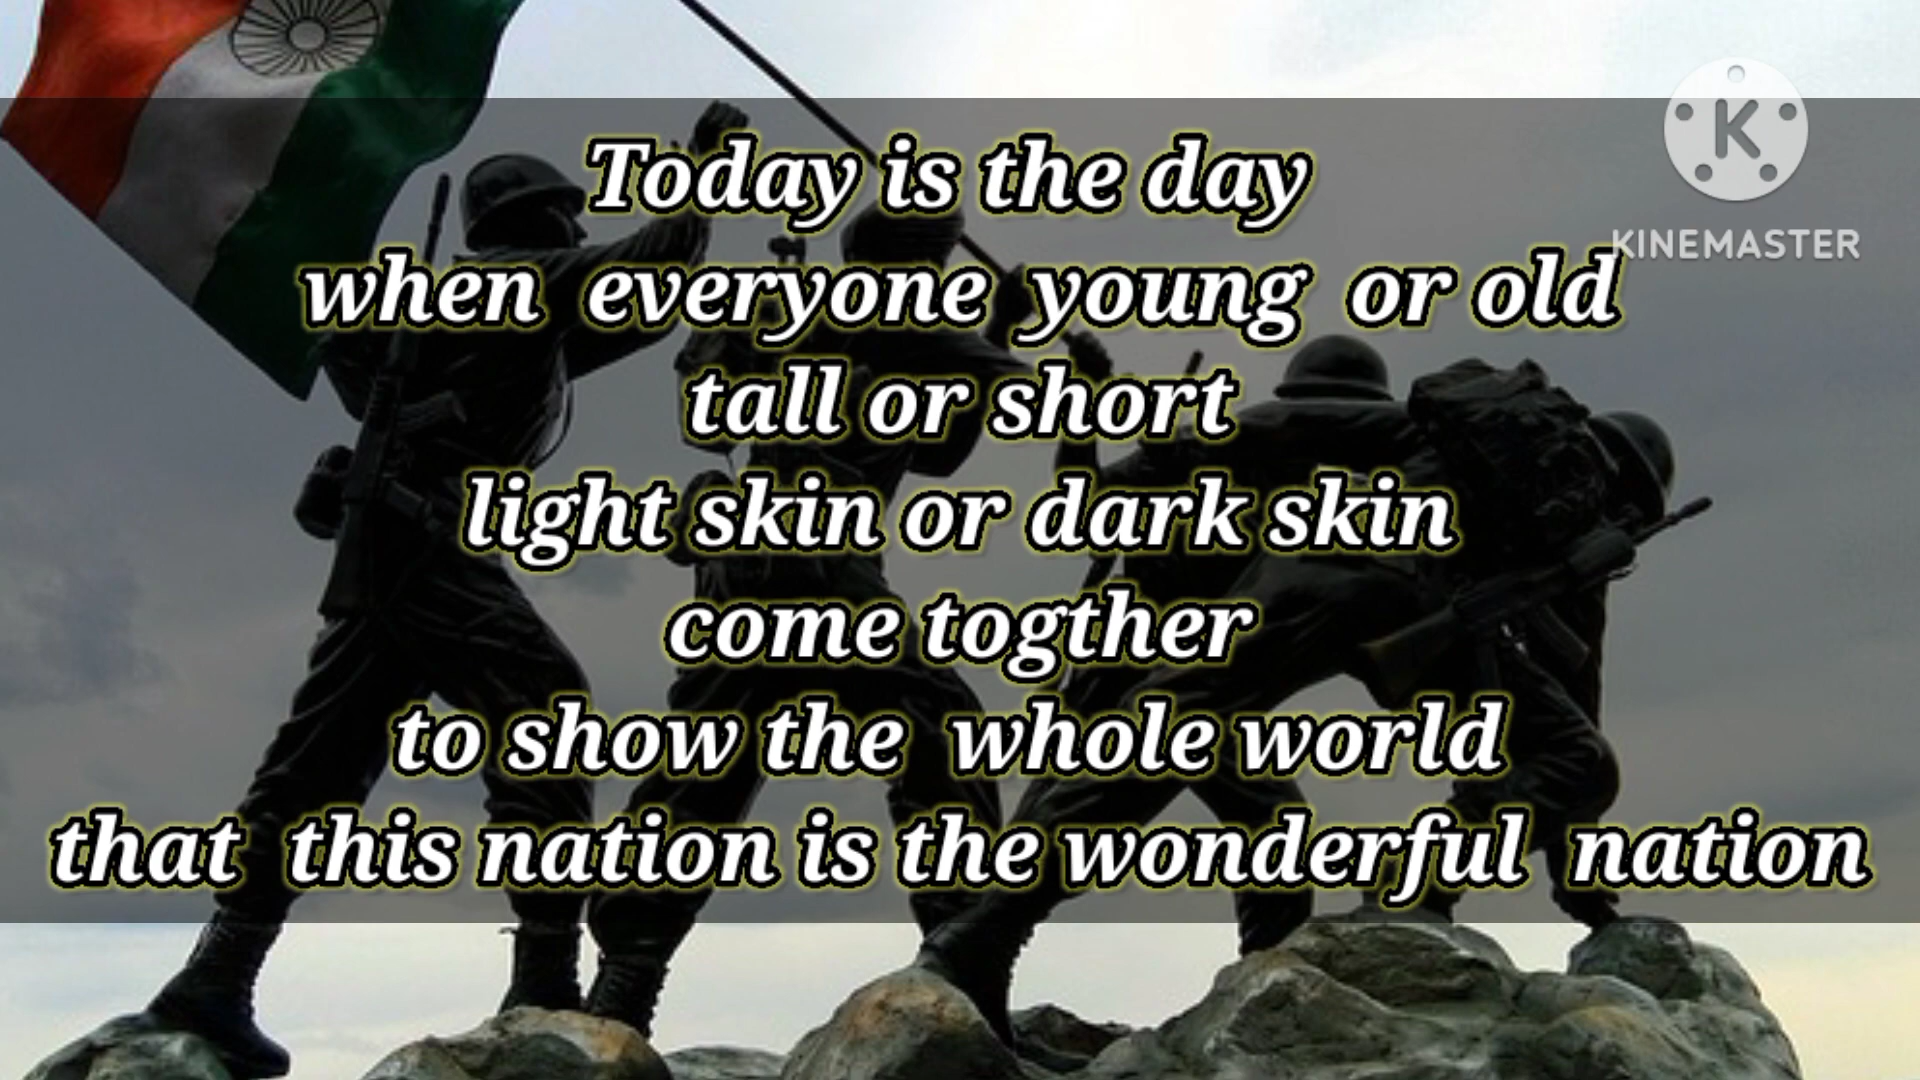 Today is the day
when everyone young or old
tall or short
light skin or dark skin
come togther
to show the whole world
that this nation is the wonderful nation
K
KINEMASTER